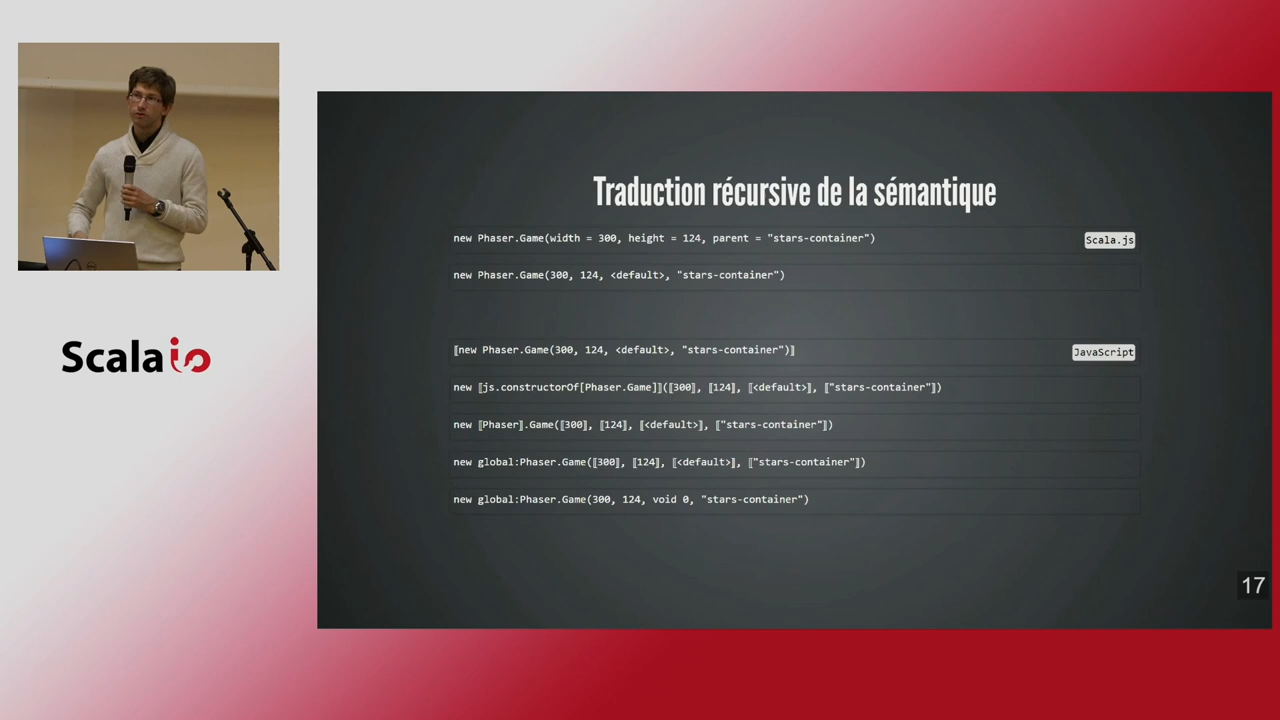 Scalaio
Traduction récursive de la sémantique
new Phaser.Game(width = 300, height = 124, parent = "stars-container")
Scala.js
new Phaser.Game(300, 124, <default>, "stars-container")
⟦new Phaser.Game(300, 124, <default>, "stars-container")⟧
JavaScript
new ⟦js.constructorOf[Phaser.Game]⟧(⟦300⟧, ⟦124⟧, ⟦<default>⟧, ⟦"stars-container"⟧)
new ⟦Phaser⟧.Game(⟦300⟧, ⟦124⟧, ⟦<default>⟧, ⟦"stars-container"⟧)
new global:Phaser.Game(⟦300⟧, ⟦124⟧, ⟦<default>⟧, ⟦"stars-container"⟧)
new global:Phaser.Game(300, 124, void 0, "stars-container")
17